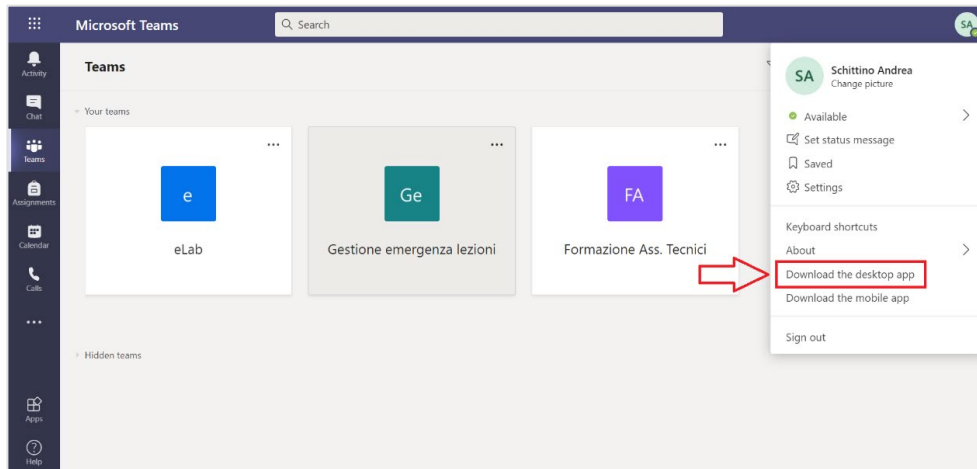 Microsoft Teams
Search
SA
Activity
Chat
Teams
Assignments
Calendar
Calls
Apps
Help
Teams
Your teams
e
eLab
Ge
Gestione emergenza lezioni
FA
Formazione Ass. Tecnici
Hidden teams
SA
Schittino Andrea
Change picture
Available
Set status message
Saved
Settings
Keyboard shortcuts
About
Download the desktop app
Download the mobile app
Sign out